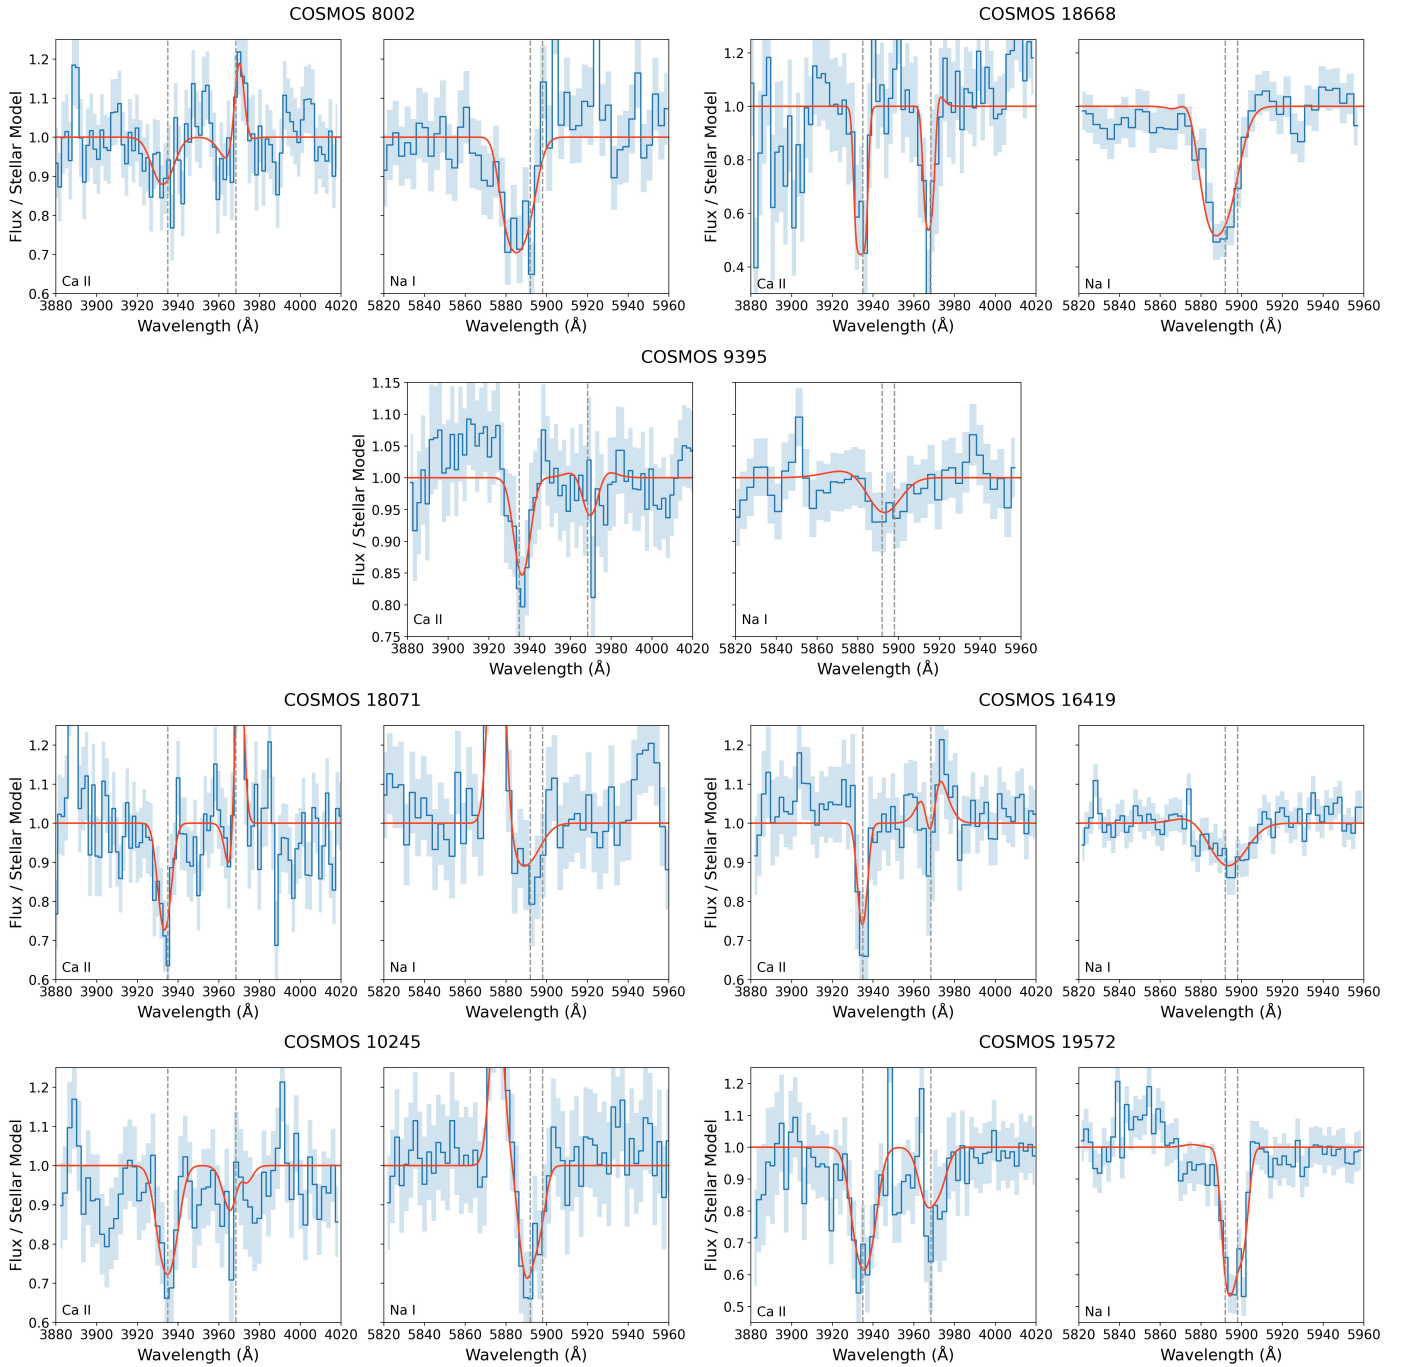 COSMOS 8002
COSMOS 18668
Flux / Stellar Model
1.2
1.1
1.0
0.9
0.8
0.7
0.6
Ca II
3880 3900 3920 3940 3960 3980 4000 4020
Wavelength (Å)
Na I
5820 5840 5860 5880 5900 5920 5940 5960
Wavelength (Å)
Flux / Stellar Model
1.2
1.0
0.8
0.6
0.4
Ca II
3880 3900 3920 3940 3960 3980 4000 4020
Wavelength (Å)
Na I
5820 5840 5860 5880 5900 5920 5940 5960
Wavelength (Å)
COSMOS 9395
Flux / Stellar Model
1.15
1.10
1.05
1.00
0.95
0.90
0.85
0.80
0.75
Ca II
3880 3900 3920 3940 3960 3980 4000 4020
Wavelength (Å)
Na I
5820 5840 5860 5880 5900 5920 5940 5960
Wavelength (Å)
COSMOS 18071
COSMOS 16419
Flux / Stellar Model
1.2
1.1
1.0
0.9
0.8
0.7
0.6
Ca II
3880 3900 3920 3940 3960 3980 4000 4020
Wavelength (Å)
Na I
5820 5840 5860 5880 5900 5920 5940 5960
Wavelength (Å)
Flux / Stellar Model
1.2
1.1
1.0
0.9
0.8
0.7
0.6
Ca II
3880 3900 3920 3940 3960 3980 4000 4020
Wavelength (Å)
Na I
5820 5840 5860 5880 5900 5920 5940 5960
Wavelength (Å)
COSMOS 10245
COSMOS 19572
Flux / Stellar Model
1.2
1.1
1.0
0.9
0.8
0.7
0.6
Ca II
3880 3900 3920 3940 3960 3980 4000 4020
Wavelength (Å)
Na I
5820 5840 5860 5880 5900 5920 5940 5960
Wavelength (Å)
Flux / Stellar Model
1.2
1.1
1.0
0.9
0.8
0.7
0.6
0.5
Ca II
3880 3900 3920 3940 3960 3980 4000 4020
Wavelength (Å)
Na I
5820 5840 5860 5880 5900 5920 5940 5960
Wavelength (Å)